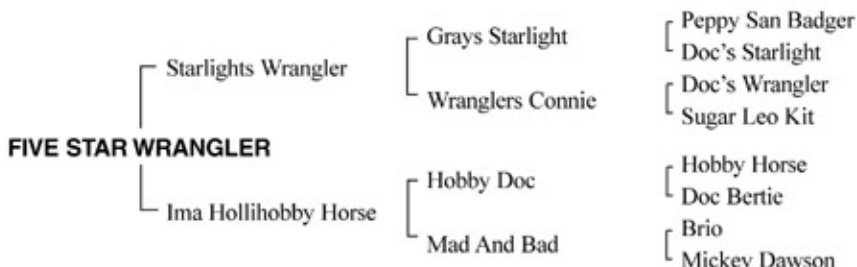 Peppy San Badger
Grays Starlight
Doc's Starlight
Starlights Wrangler
Doc's Wrangler
Wranglers Connie
Sugar Leo Kit
FIVE STAR WRANGLER
Hobby Horse
Hobby Doc
Doc Bertie
Ima Hollihobby Horse
Brio
Mad And Bad
Mickey Dawson